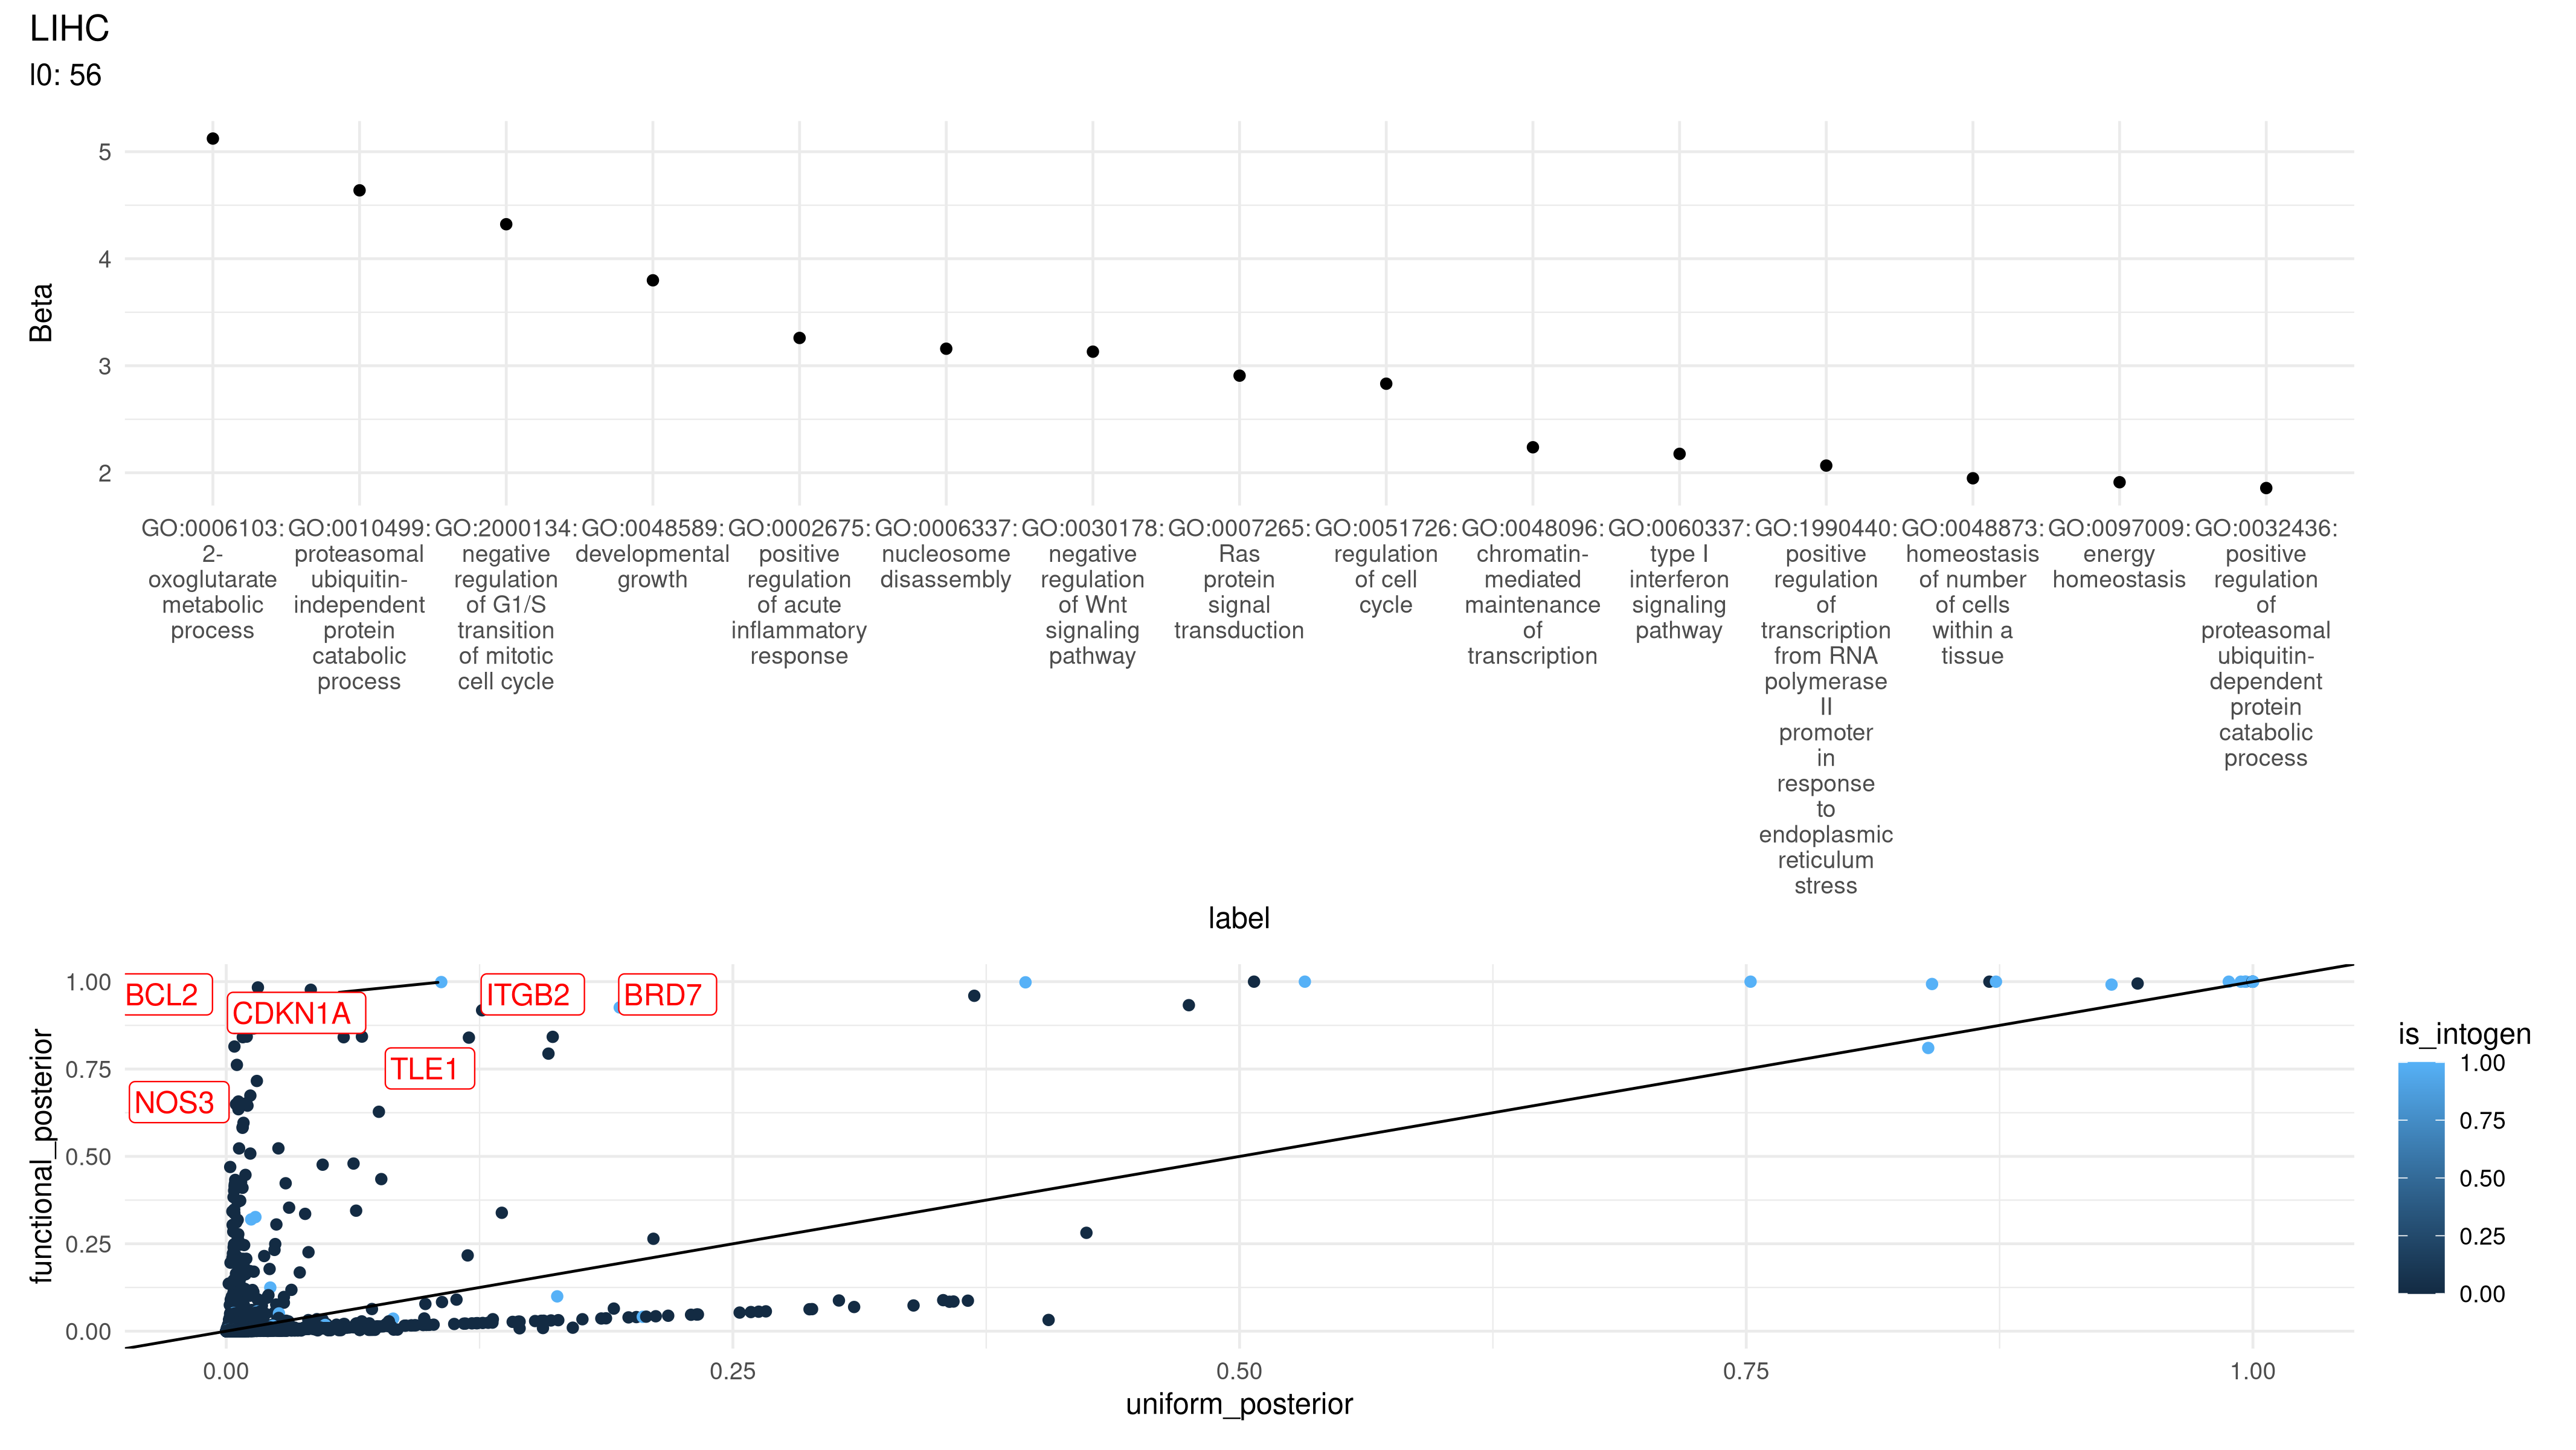 LIHC
l0: 56
Beta
5
4
3
2
GO:0006103:
2-
oxoglutarate
metabolic
process
GO:0010499:
proteasomal
ubiquitin-
independent
protein
catabolic
process
GO:2000134:
negative
regulation
of G1/S
transition
of mitotic
cell cycle
GO:0048589:
developmental
growth
GO:0002675:
positive
regulation
of acute
inflammatory
response
GO:0006337:
nucleosome
disassembly
GO:0030178:
negative
regulation
of Wnt
signaling
pathway
GO:0007265:
Ras
protein
signal
transduction
GO:0051726:
regulation
of cell
cycle
GO:0048096:
chromatin-
mediated
maintenance
of
transcription
GO:0060337:
type I
interferon
signaling
pathway
GO:1990440:
positive
regulation
of
transcription
from RNA
polymerase
II
promoter
in
response
to
endoplasmic
reticulum
stress
GO:0048873:
homeostasis
of number
of cells
within a
tissue
GO:0097009:
energy
homeostasis
GO:0032436:
positive
regulation
of
proteasomal
ubiquitin-
dependent
protein
catabolic
process
label
functional_posterior
1.00
0.75
0.50
0.25
0.00
BCL2
CDKN1A
ITGB2
BRD7
TLE1
NOS3
0.00
0.25
0.50
0.75
1.00
uniform_posterior
is_intogen
1.00
0.75
0.50
0.25
0.00